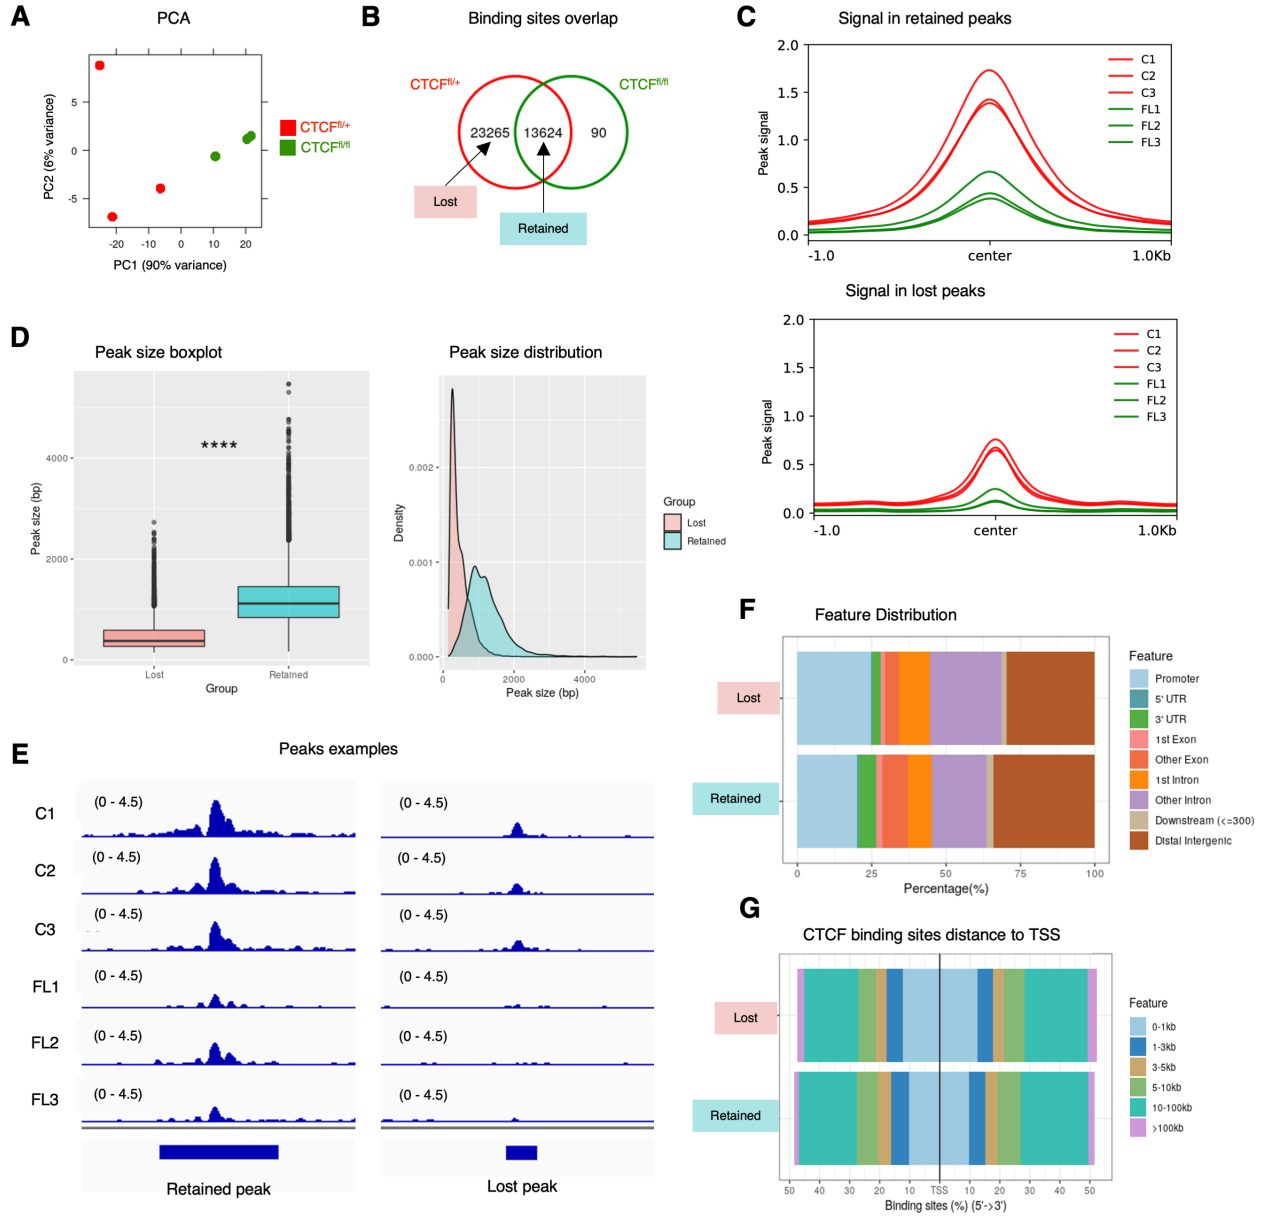 A
PCA
5
0
-5
PC2 (6% variance)
-20 -10 0 10 20
PC1 (90% variance)
CTCFfl/+
CTCFfl/fl
B
Binding sites overlap
CTCFfl/+
CTCFfl/fl
23265 13624 90
Lost
Retained
C
Signal in retained peaks
2.0
1.5
1.0
0.5
0.0
Peak signal
C1
C2
C3
FL1
FL2
FL3
-1.0 center 1.0Kb
Signal in lost peaks
2.0
1.5
1.0
0.5
0.0
Peak signal
C1
C2
C3
FL1
FL2
FL3
-1.0 center 1.0Kb
D
Peak size boxplot
****
4000
2000
0
Peak size (bp)
Lost Retained
Group
Peak size distribution
0.002
0.001
0.000
Density
0 2000 4000
Peak size (bp)
Group
Lost
Retained
E
Peaks examples
C1 (0 - 4.5) (0 - 4.5)
C2 (0 - 4.5) (0 - 4.5)
C3 (0 - 4.5) (0 - 4.5)
FL1 (0 - 4.5) (0 - 4.5)
FL2 (0 - 4.5) (0 - 4.5)
FL3 (0 - 4.5) (0 - 4.5)
Retained peak Lost peak
F
Feature Distribution
Lost
Retained
0 25 50 75 100
Percentage(%)
Feature
Promoter
5' UTR
3' UTR
1st Exon
Other Exon
1st Intron
Other Intron
Downstream (<=300)
Distal Intergenic
G
CTCF binding sites distance to TSS
Lost
Retained
50 40 30 20 10 TSS 10 20 30 40 50
Binding sites (%) (5'->3')
Feature
0-1kb
1-3kb
3-5kb
5-10kb
10-100kb
>100kb